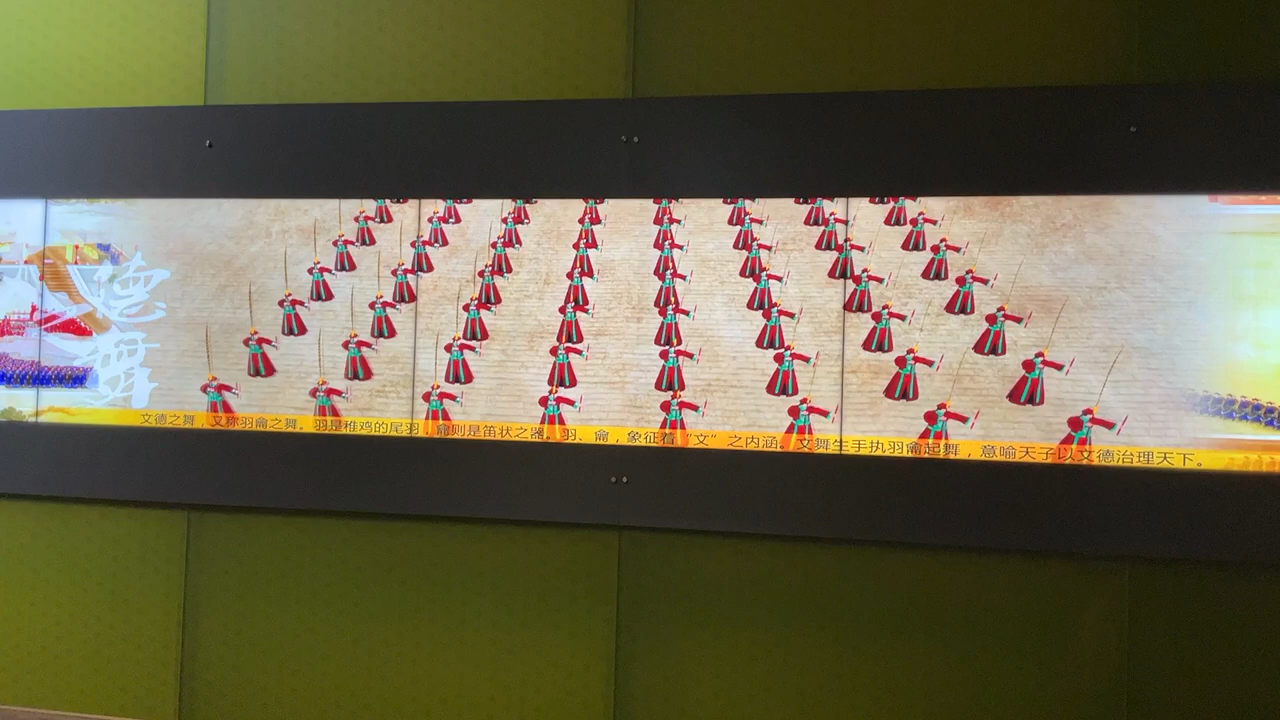 德
舞
文德之舞，又称羽龠之舞。羽是稚鸡的尾羽，龠则是笛状之器。羽、龠，象征着“文”之内涵。文舞生手执羽龠起舞，意喻天子以文德治理天下。